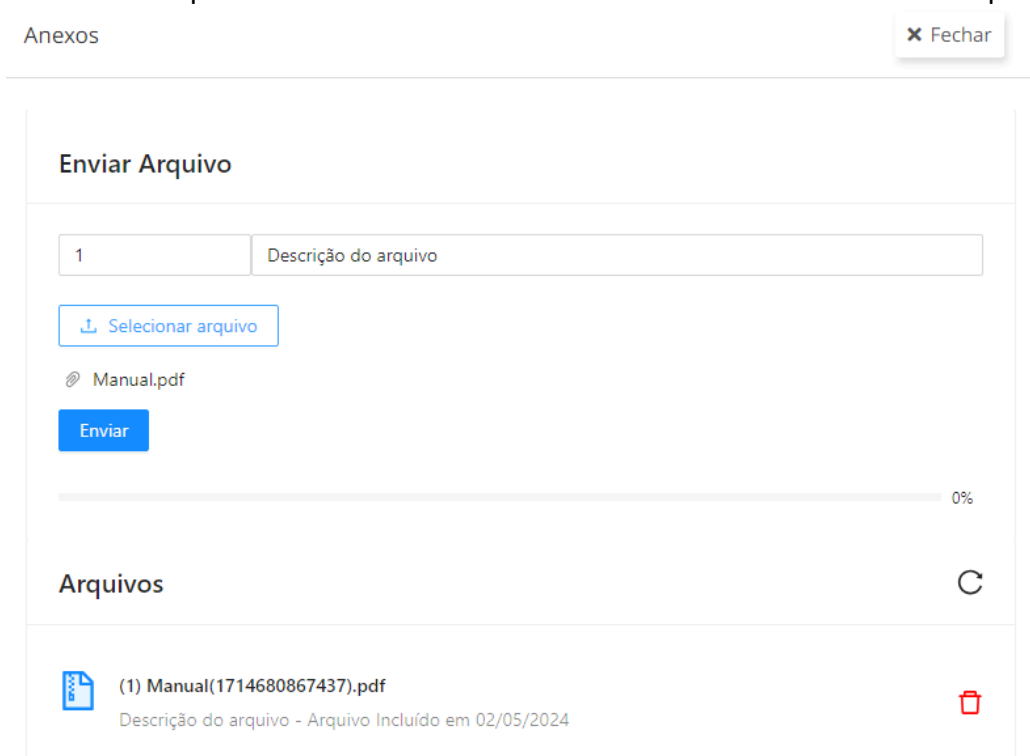 Anexos
Fechar
Enviar Arquivo
1
Descrição do arquivo
Selecionar arquivo
Manual.pdf
Enviar
0%
Arquivos
(1) Manual(1714680867437).pdf
Descrição do arquivo - Arquivo Incluído em 02/05/2024